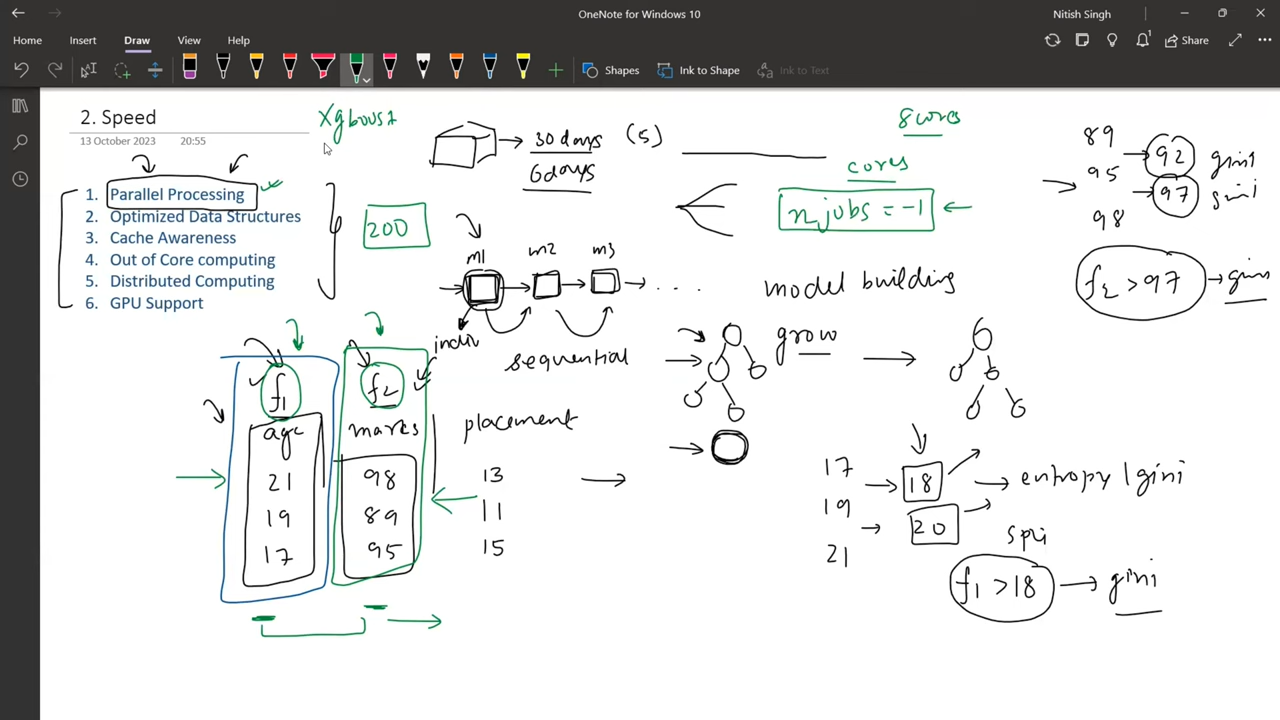 OneNote for Windows 10
Nitish Singh
Home Insert Draw View Help
Share
Shapes
Ink to Shape
Ink to Text
2. Speed
13 October 2023 20:55
1. Parallel Processing
2. Optimized Data Structures
3. Cache Awareness
4. Out of Core computing
5. Distributed Computing
6. GPU Support
Xgboost
200
30 days (5)
6 days
8 cores
cores
n_jobs = -1
89
95
98
92 gini
97 gini
f2 > 97 gini
m1 m2 m3
. . . .
model building
indiv
sequential
grow
f1 f2
age marks placement
21 98 13
19 89 11
17 95 15
17
19
21
18
20
entropy / gini
spli
f1 > 18 gini